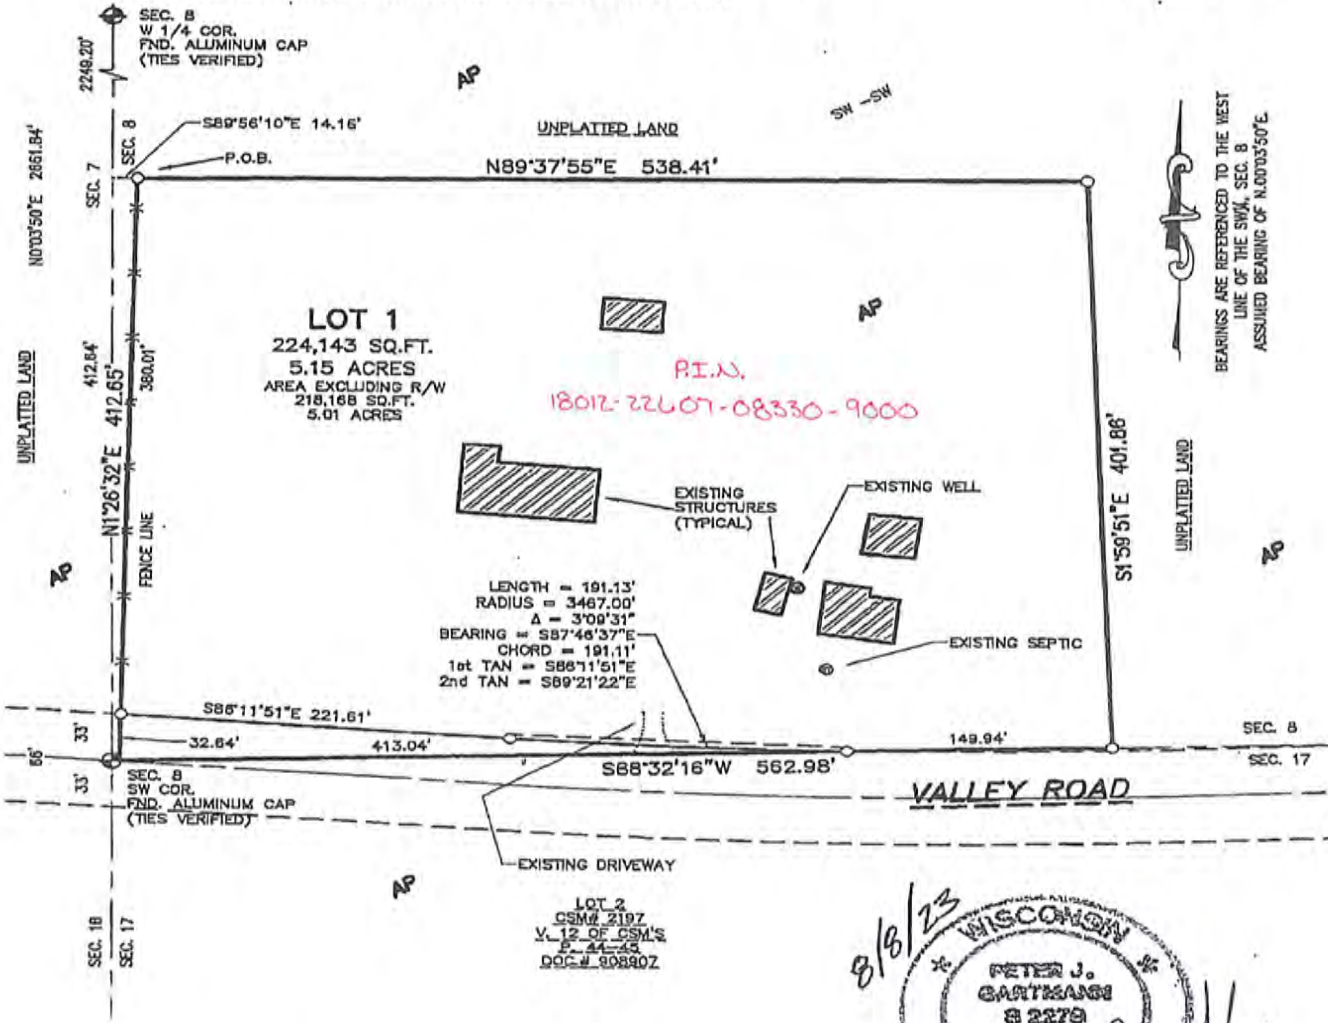 SEC. 8
W 1/4 COR.
FND. ALUMINUM CAP
(TIES VERIFIED)
2249.20'
AP
SW-SW
S89°56'10"E 14.16'
UNPLATTED LAND
SEC. 8
P.O.B.
N89°37'55"E 538.41'
SEC. 7
N0°03'50"E 2661.84'
BEARINGS ARE REFERENCED TO THE WEST
LINE OF THE SW¼, SEC. 8
ASSUMED BEARING OF N.00°03'50"E.
LOT 1
224,143 SQ.FT.
5.15 ACRES
AREA EXCLUDING R/W
218,168 SQ.FT.
5.01 ACRES
AP
P.I.N.
18012-22607-08330-9000
UNPLATTED LAND
412.64'
N1°26'32"E 412.65'
380.01'
FENCE LINE
S1°59'51"E 401.86'
UNPLATTED LAND
EXISTING
STRUCTURES
(TYPICAL)
EXISTING WELL
AP
AP
LENGTH = 191.13'
RADIUS = 3467.00'
Δ = 3°09'31"
BEARING = S87°46'37"E
CHORD = 191.11'
1st TAN = S86°11'51"E
2nd TAN = S89°21'22"E
EXISTING SEPTIC
S86°11'51"E 221.61'
33'
32.64'
413.04'
149.94'
SEC. 8
66'
S88°32'16"W 562.98'
SEC. 17
33'
SEC. 8
SW COR.
FND. ALUMINUM CAP
(TIES VERIFIED)
VALLEY ROAD
EXISTING DRIVEWAY
AP
LOT 2
CSM# 2197
V. 12 OF CSM'S
P. 44-45
DOC.# 908907
SEC. 18
SEC. 17
8/8/23
WISCONSIN
PETER J.
GARTMANN
S 2279